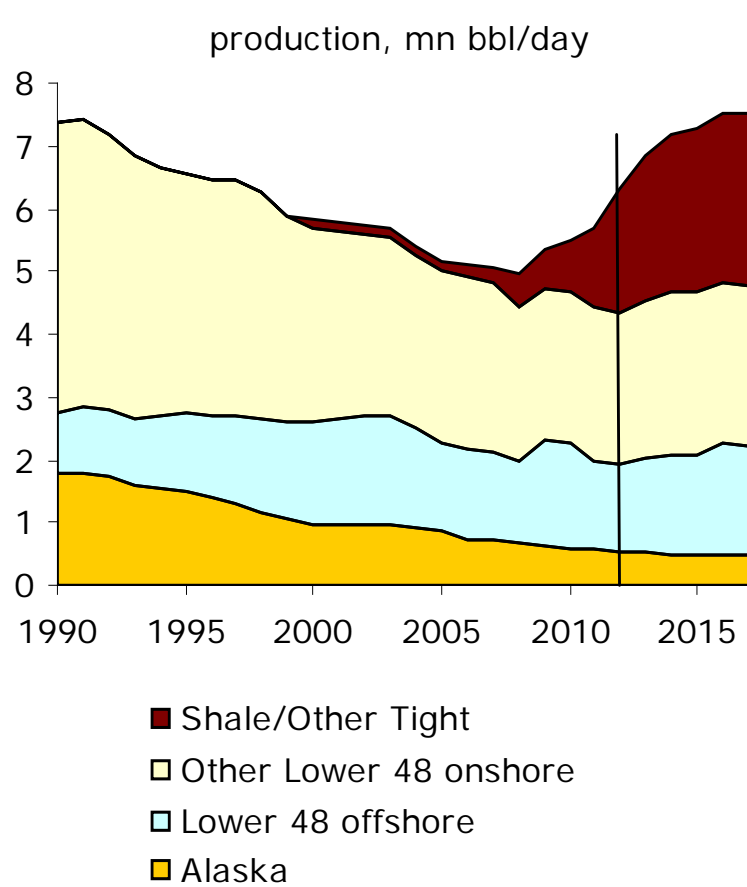 production, mn bbl/day
8
7
6
5
4
3
2
1
0
1990 1995 2000 2005 2010 2015
Shale/Other Tight
Other Lower 48 onshore
Lower 48 offshore
Alaska